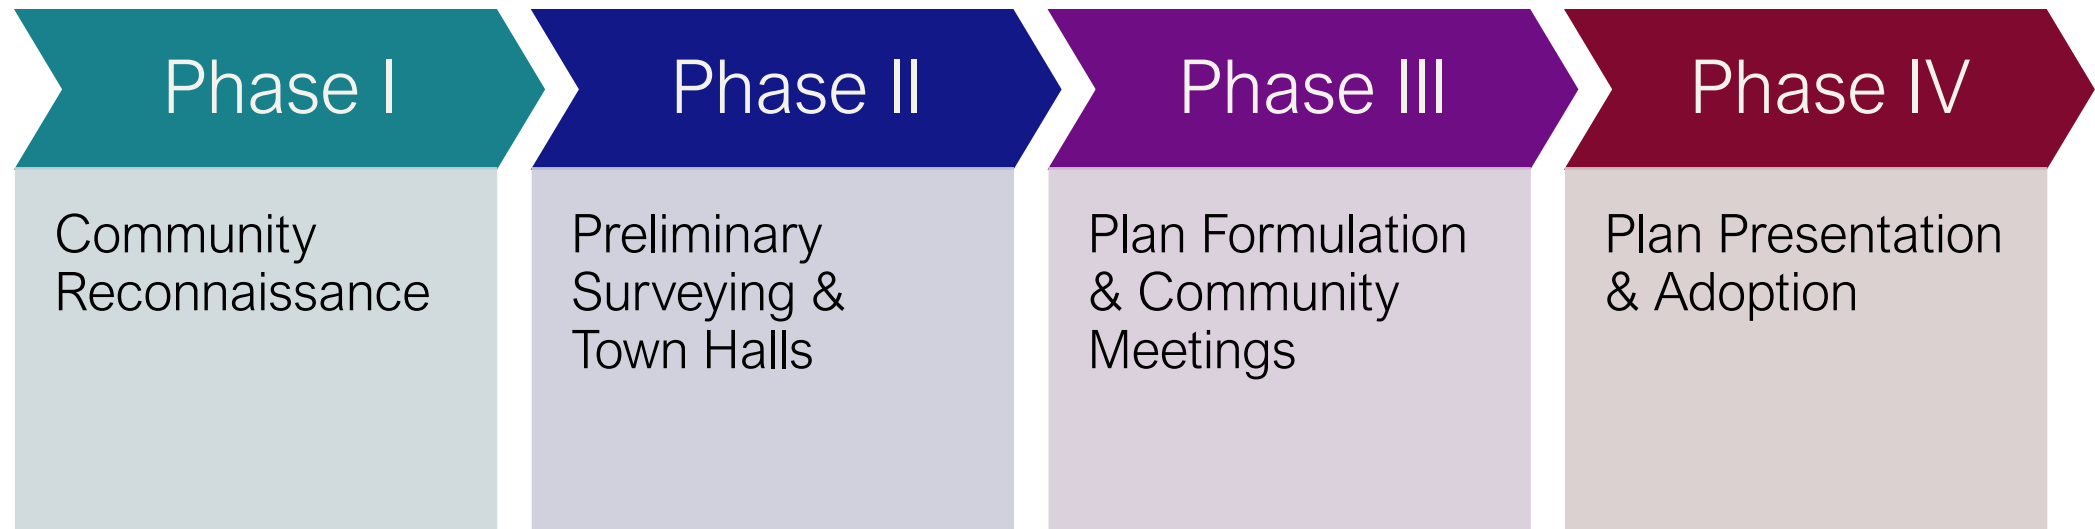 Phase I
Community
Reconnaissance
Phase II
Preliminary
Surveying &
Town Halls
Phase III
Plan Formulation
& Community
Meetings
Phase IV
Plan Presentation
& Adoption